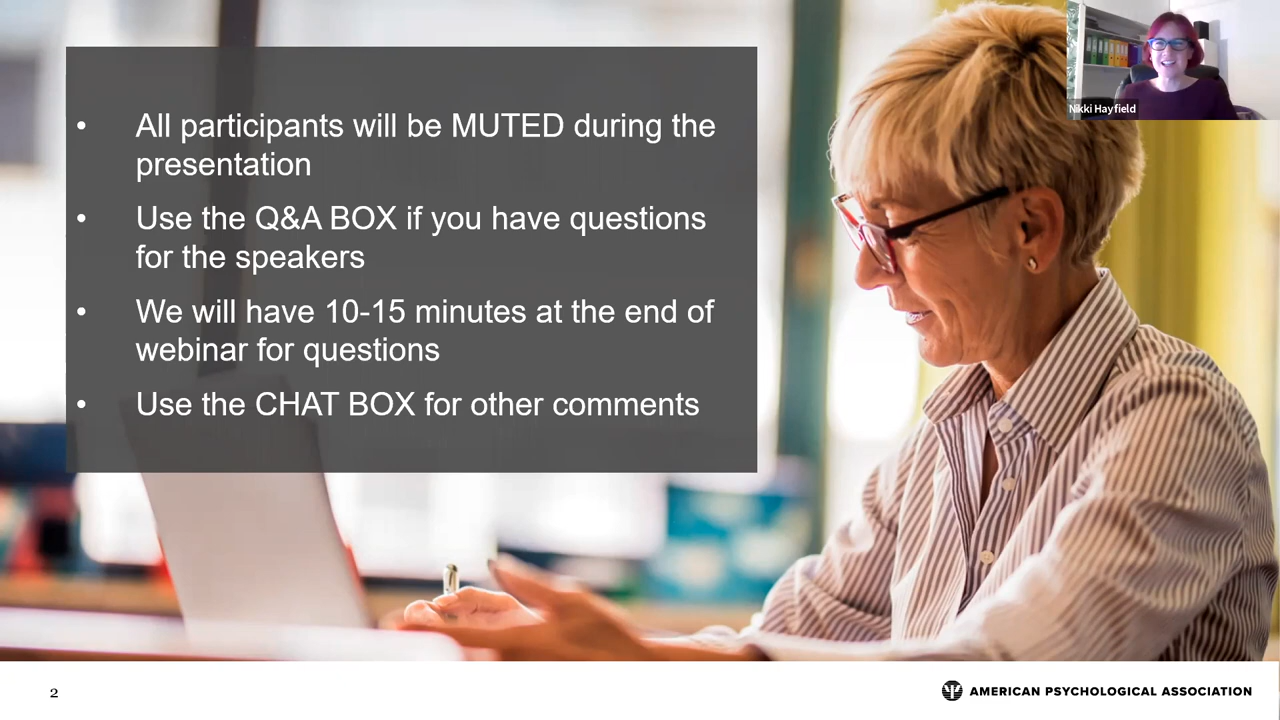 • All participants will be MUTED during the
presentation
• Use the Q&A BOX if you have questions
for the speakers
• We will have 10-15 minutes at the end of
webinar for questions
• Use the CHAT BOX for other comments
Nikki Hayfield
2
AMERICAN PSYCHOLOGICAL ASSOCIATION